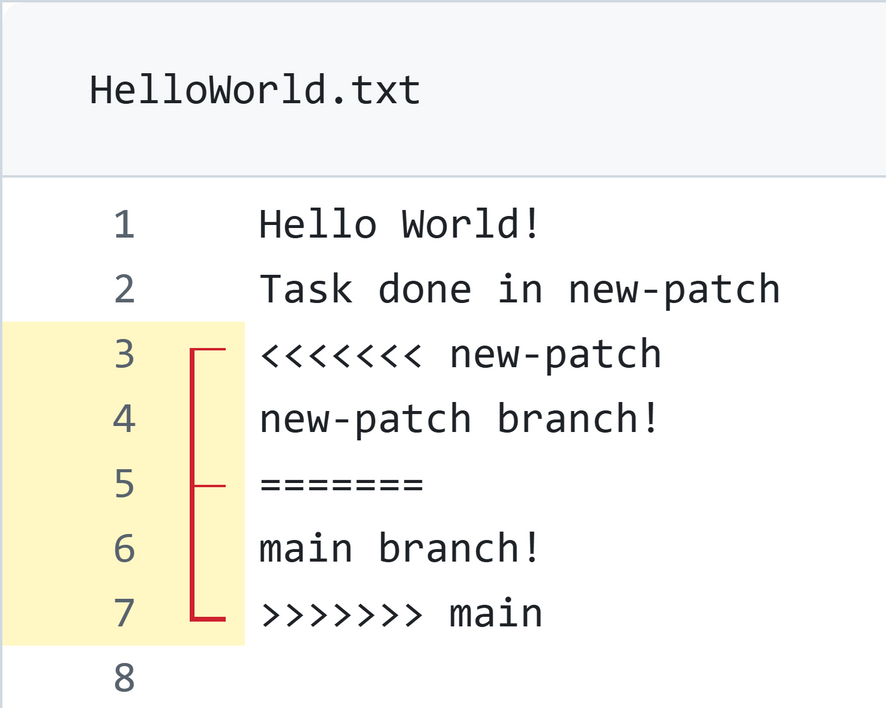 HelloWorld.txt
1 Hello World!
2 Task done in new-patch
3 <<<<<<< new-patch
4 new-patch branch!
5 =======
6 main branch!
7 >>>>>>> main
8